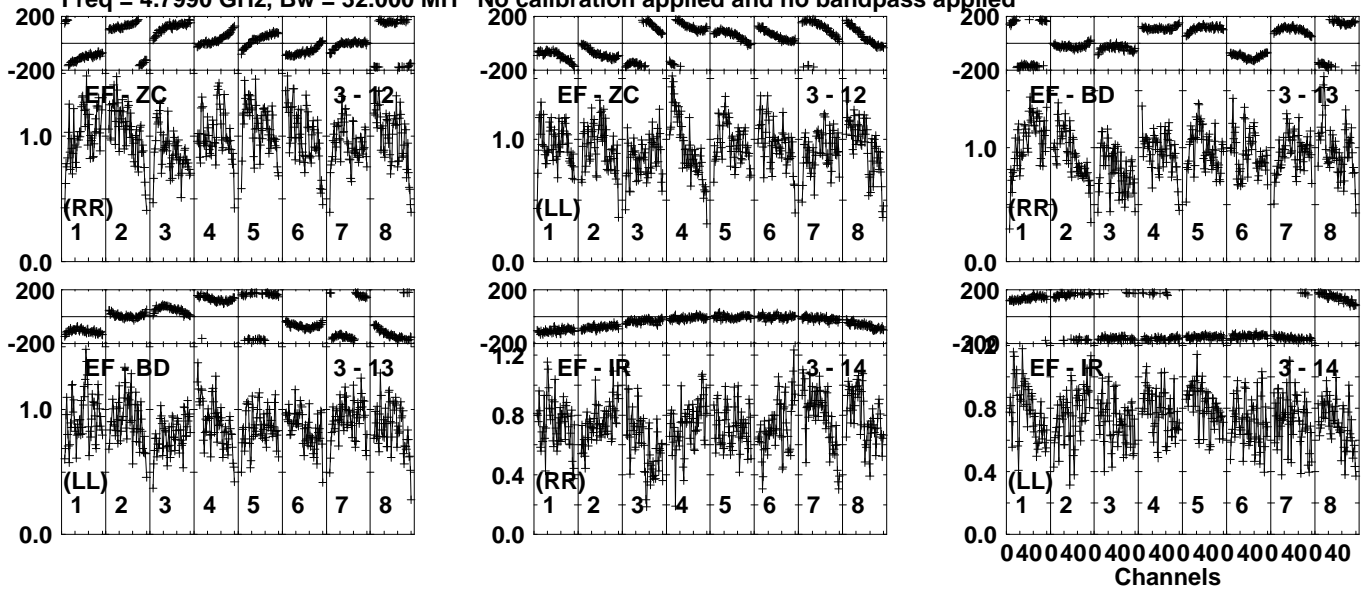 Freq = 4.7990 GHz, Bw = 32.000 MH No calibration applied and no bandpass applied
200 200 200
-200 -200 -200
EF - ZC 3 - 12 EF - ZC 3 - 12 EF - BD 3 - 13
1.0 1.0 1.0
(RR) (LL) (RR)
1 2 3 4 5 6 7 8 1 2 3 4 5 6 7 8 1 2 3 4 5 6 7 8
0.0 0.0 0.0
200 200 200
-200 -200 -200
1.2 1.2
EF - BD 3 - 13 EF - IR 3 - 14 EF - IR 3 - 14
1.0 0.8 0.8
0.4 0.4
(LL) (RR) (LL)
1 2 3 4 5 6 7 8 1 2 3 4 5 6 7 8 1 2 3 4 5 6 7 8
0.0 0.0 0.0
0 40 0 40 0 40 0 40 0 40 0 40 0 40 0 40
Channels